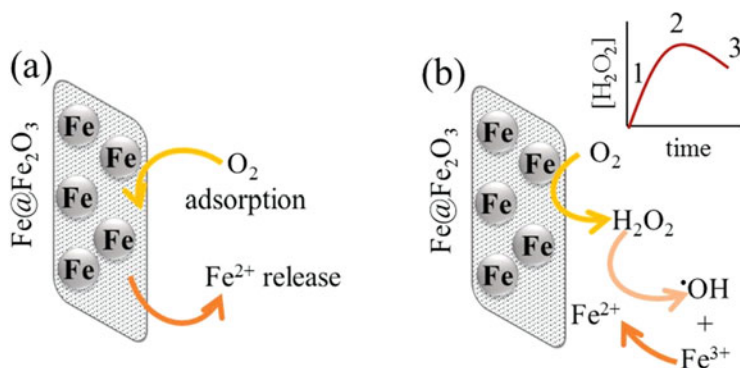 (a)
Fe@Fe₂O₃
Fe
Fe
Fe
Fe
Fe
O₂
adsorption
Fe²⁺ release
(b)
[H₂O₂]
1
2
3
time
Fe@Fe₂O₃
Fe
Fe
Fe
Fe
Fe
O₂
H₂O₂
•OH
+
Fe²⁺
Fe³⁺